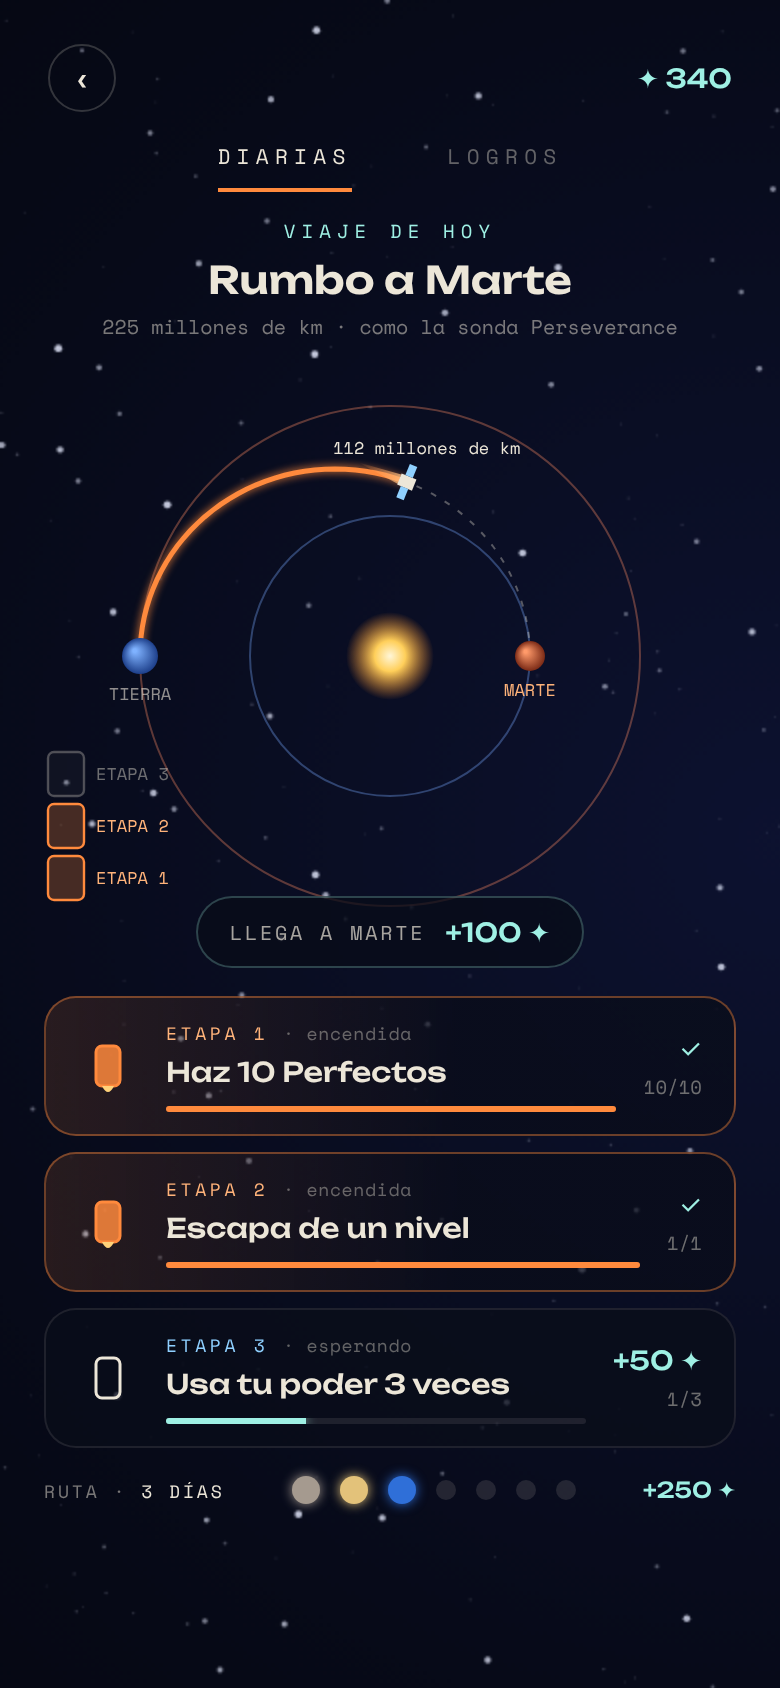 ‹
✦ 340
DIARIAS LOGROS
VIAJE DE HOY
Rumbo a Marte
225 millones de km · como la sonda Perseverance
112 millones de km
TIERRA
MARTE
ETAPA 3
ETAPA 2
ETAPA 1
LLEGA A MARTE +100 ✦
ETAPA 1 · encendida
Haz 10 Perfectos
✓
10/10
ETAPA 2 · encendida
Escapa de un nivel
✓
1/1
ETAPA 3 · esperando
Usa tu poder 3 veces
+50 ✦
1/3
RUTA · 3 DÍAS +250 ✦